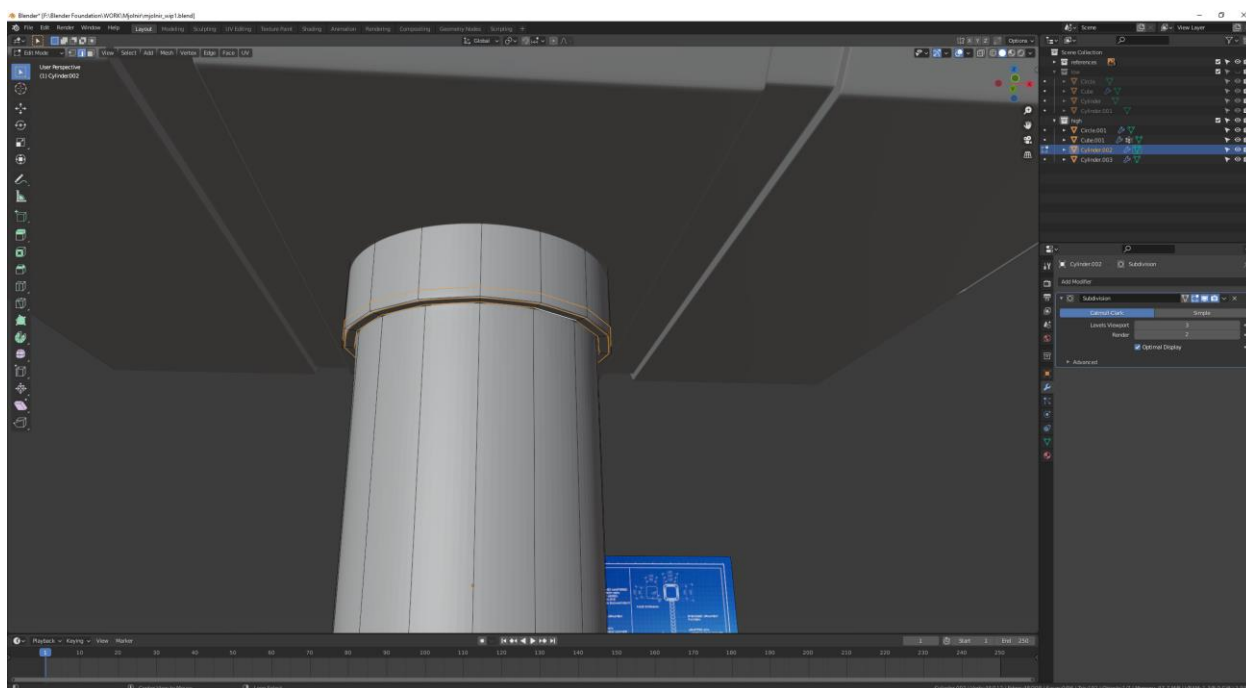 Blender* [F:\Blender Foundation\WORK\Mjolnir\mjolnir_wip1.blend]
File Edit Render Window Help Layout Modeling Sculpting UV Editing Texture Paint Shading Animation Rendering Compositing Geometry Nodes Scripting + Scene View Layer
Global X Y Z Options
Edit Mode View Select Add Mesh Vertex Edge Face UV
User Perspective
(1) Cylinder.002
Scene Collection
references
low
Circle
Cube
Cylinder
Cylinder.001
high
Circle.001
Cube.001
Cylinder.002
Cylinder.003
Cylinder.002 Subdivision
Add Modifier
Subdivision
Catmull-Clark Simple
Levels Viewport 3
Render 2
Optimal Display
Advanced
Playback Keying View Marker 1 Start 1 End 250
1 10 20 30 40 50 60 70 80 90 100 110 120 130 140 150 160 170 180 190 200 210 220 230 240 250